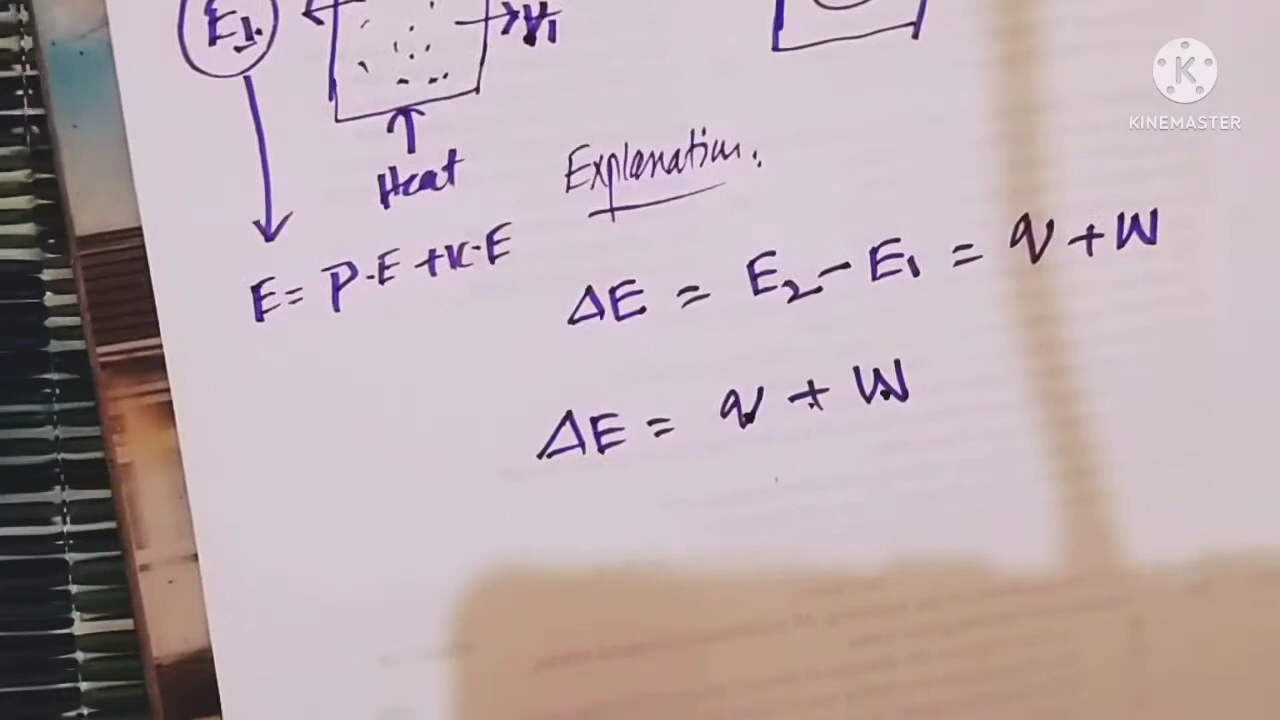 E1
V1
KINEMASTER
Heat
Explanation.
E = P.E + K.E
ΔE = E2 - E1 = q + W
ΔE = q + W